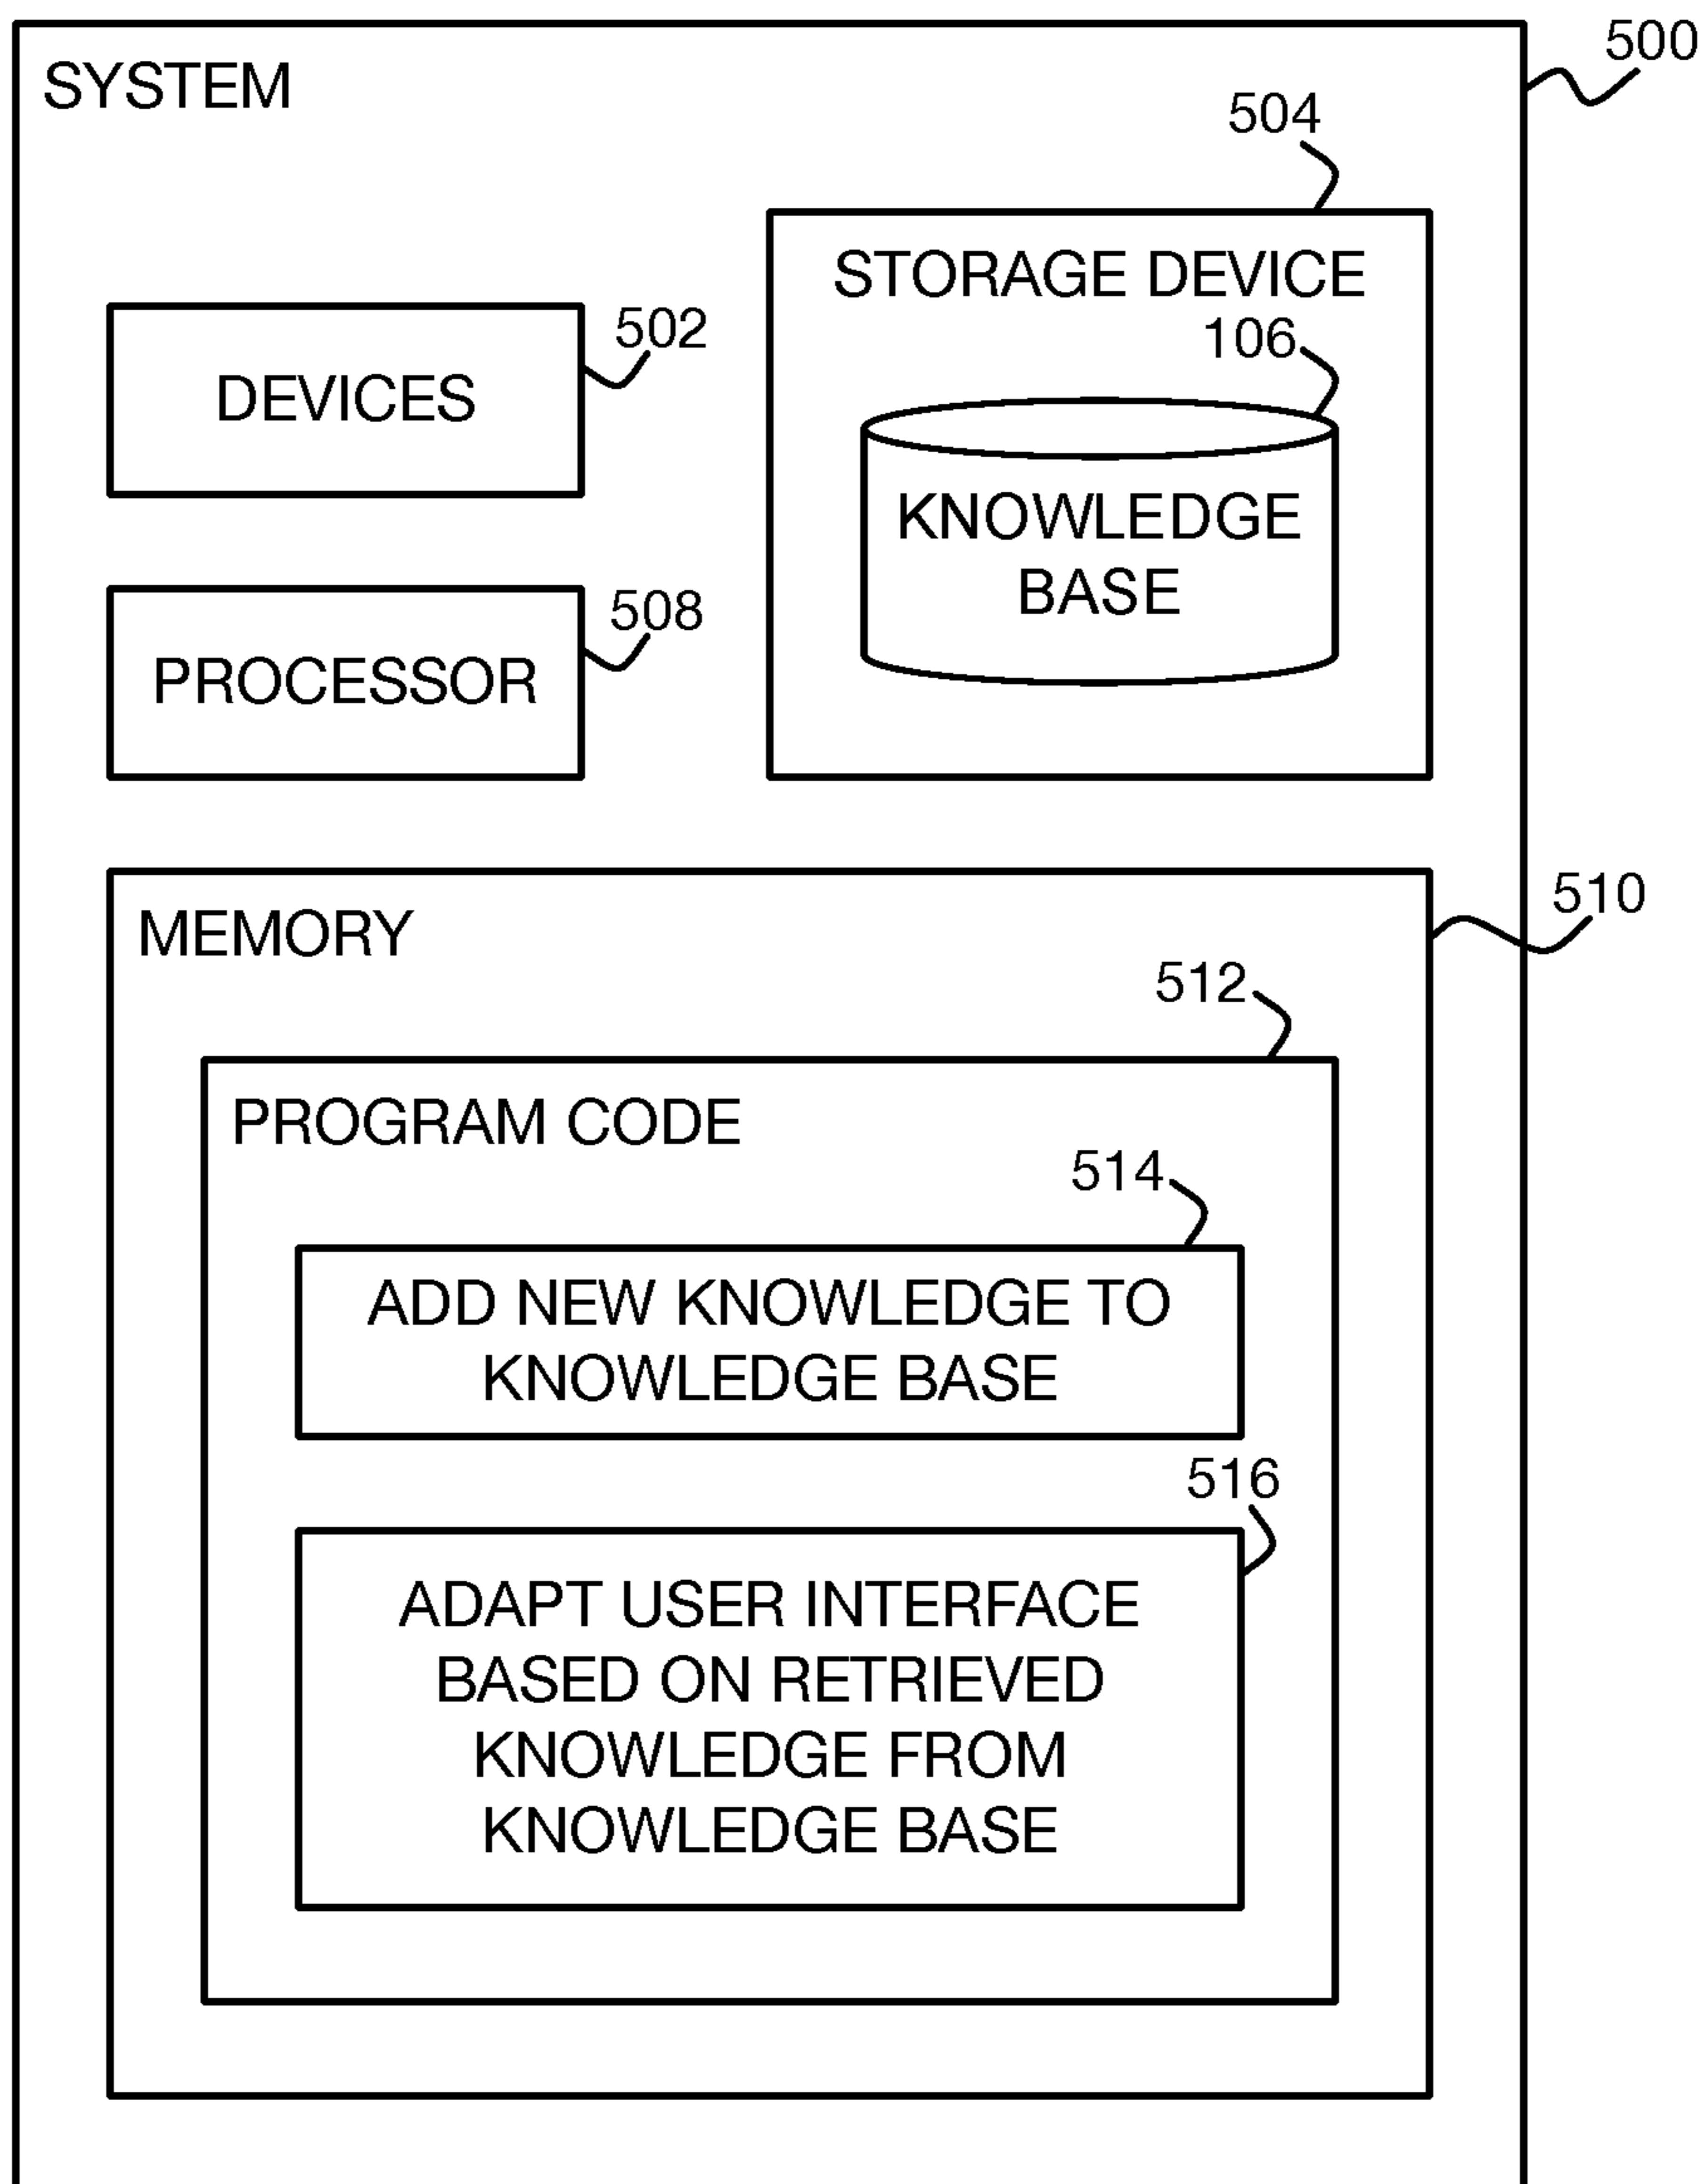 500
SYSTEM
504
STORAGE DEVICE
502
106
DEVICES
KNOWLEDGE
BASE
508
PROCESSOR
510
MEMORY
512
PROGRAM CODE
514
ADD NEW KNOWLEDGE TO
KNOWLEDGE BASE
516
ADAPT USER INTERFACE
BASED ON RETRIEVED
KNOWLEDGE FROM
KNOWLEDGE BASE